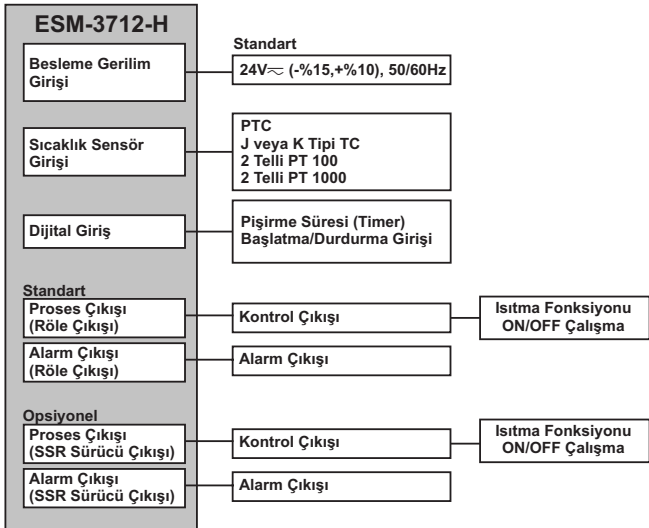 ESM-3712-H
Standart
Besleme Gerilim
Girişi
24V⎓ (-%15,+%10), 50/60Hz
Sıcaklık Sensör
Girişi
PTC
J veya K Tipi TC
2 Telli PT 100
2 Telli PT 1000
Dijital Giriş
Pişirme Süresi (Timer)
Başlatma/Durdurma Girişi
Standart
Proses Çıkışı
(Röle Çıkışı)
Kontrol Çıkışı
Isıtma Fonksiyonu
ON/OFF Çalışma
Alarm Çıkışı
(Röle Çıkışı)
Alarm Çıkışı
Opsiyonel
Proses Çıkışı
(SSR Sürücü Çıkışı)
Kontrol Çıkışı
Isıtma Fonksiyonu
ON/OFF Çalışma
Alarm Çıkışı
(SSR Sürücü Çıkışı)
Alarm Çıkışı